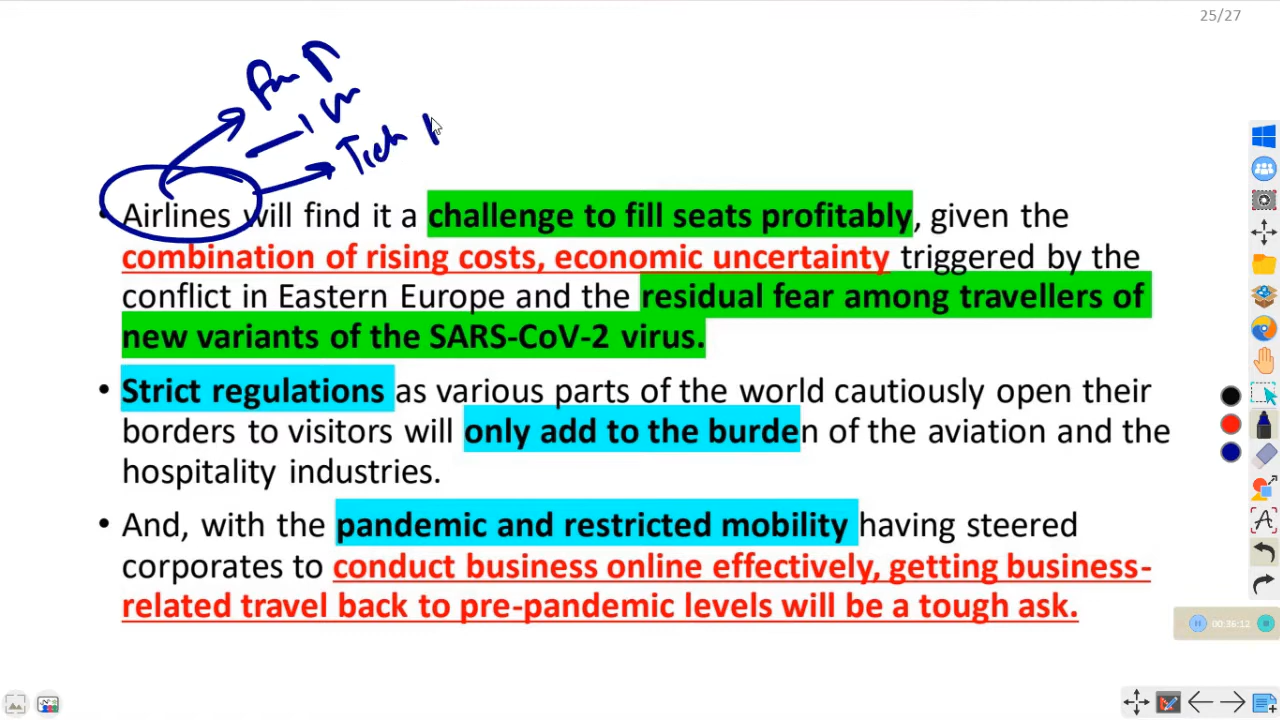 25/27
• Airlines will find it a challenge to fill seats profitably, given the
combination of rising costs, economic uncertainty triggered by the
conflict in Eastern Europe and the residual fear among travellers of
new variants of the SARS-CoV-2 virus.
• Strict regulations as various parts of the world cautiously open their
borders to visitors will only add to the burden of the aviation and the
hospitality industries.
• And, with the pandemic and restricted mobility having steered
corporates to conduct business online effectively, getting business-
related travel back to pre-pandemic levels will be a tough ask.
00:36:12